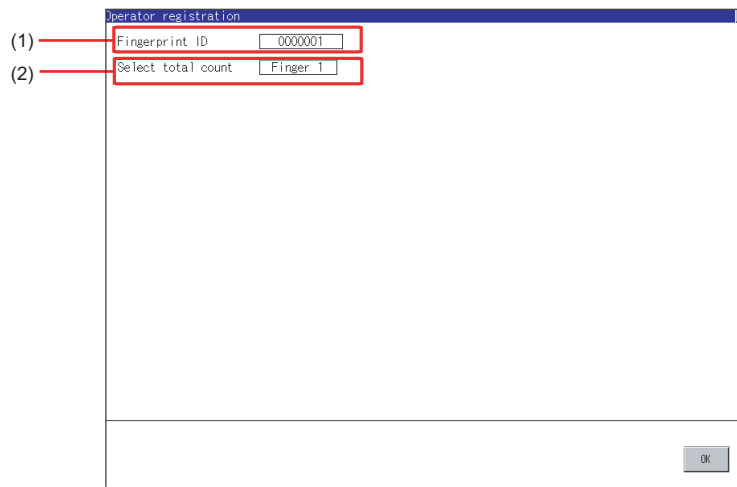 Operator registration
(1) Fingerprint ID 0000001
(2) Select total count Finger 1
OK